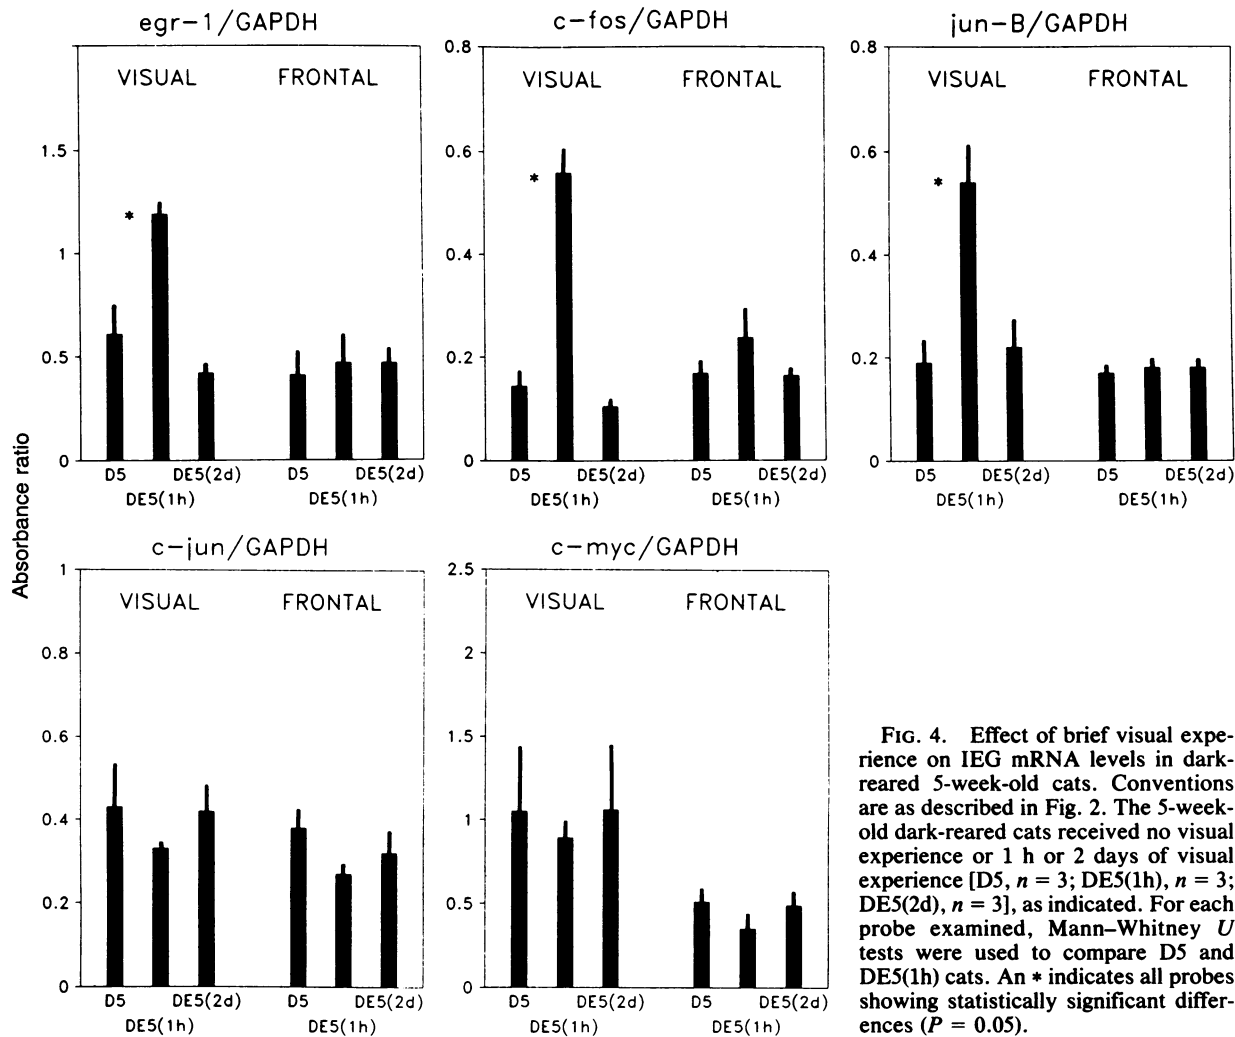 egr-1/GAPDH
VISUAL FRONTAL
1.5
1
0.5
0
*
D5 DE5(2d) D5 DE5(2d)
DE5(1h) DE5(1h)
c-fos/GAPDH
0.8
VISUAL FRONTAL
0.6
0.4
0.2
0
*
D5 DE5(2d) D5 DE5(2d)
DE5(1h) DE5(1h)
jun-B/GAPDH
0.8
VISUAL FRONTAL
0.6
0.4
0.2
0
*
D5 DE5(2d) D5 DE5(2d)
DE5(1h) DE5(1h)
Absorbance ratio
c-jun/GAPDH
1
VISUAL FRONTAL
0.8
0.6
0.4
0.2
0
D5 DE5(2d) D5 DE5(2d)
DE5(1h) DE5(1h)
c-myc/GAPDH
2.5
VISUAL FRONTAL
2
1.5
1
0.5
0
D5 DE5(2d) D5 DE5(2d)
DE5(1h) DE5(1h)
FIG. 4. Effect of brief visual expe-
rience on IEG mRNA levels in dark-
reared 5-week-old cats. Conventions
are as described in Fig. 2. The 5-week-
old dark-reared cats received no visual
experience or 1 h or 2 days of visual
experience [D5, n = 3; DE5(1h), n = 3;
DE5(2d), n = 3], as indicated. For each
probe examined, Mann–Whitney U
tests were used to compare D5 and
DE5(1h) cats. An * indicates all probes
showing statistically significant differ-
ences (P = 0.05).